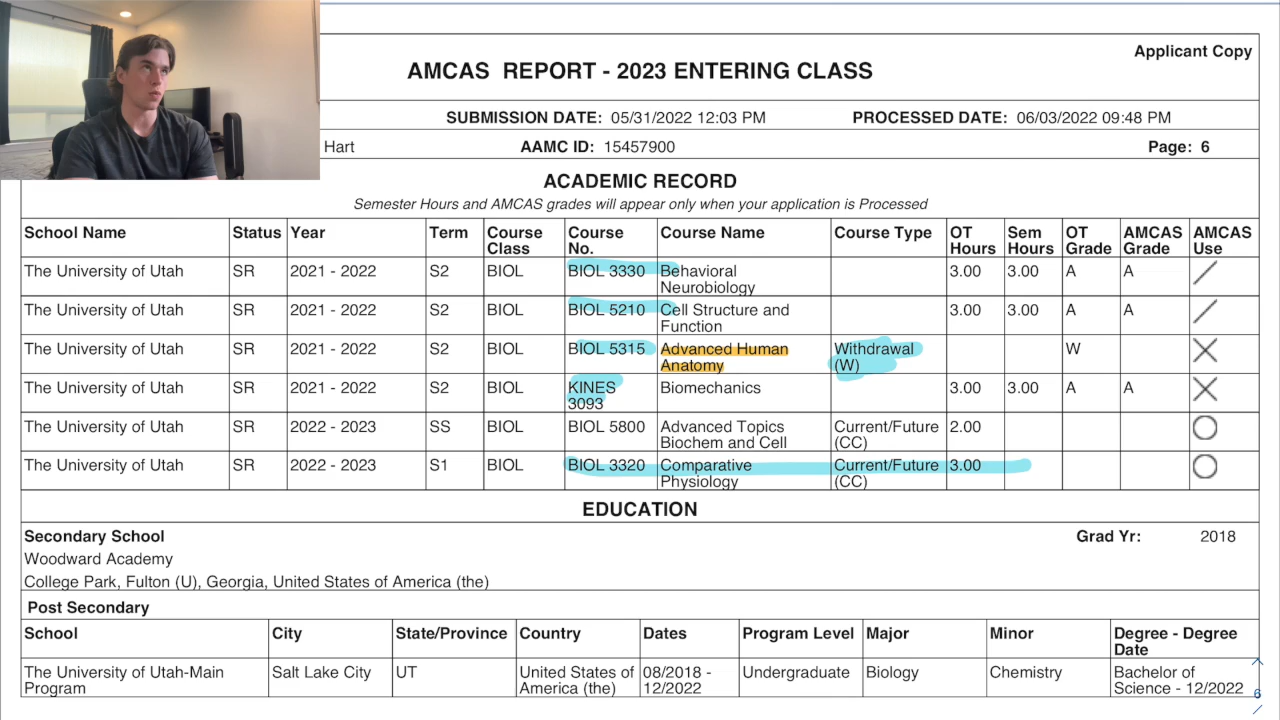 Applicant Copy
AMCAS REPORT - 2023 ENTERING CLASS
SUBMISSION DATE: 05/31/2022 12:03 PM PROCESSED DATE: 06/03/2022 09:48 PM
Hart AAMC ID: 15457900 Page: 6
ACADEMIC RECORD
Semester Hours and AMCAS grades will appear only when your application is Processed
School Name Status Year Term Course Class Course No. Course Name Course Type OT Hours Sem Hours OT Grade AMCAS Grade AMCAS Use
The University of Utah SR 2021 - 2022 S2 BIOL BIOL 3330 Behavioral Neurobiology 3.00 3.00 A A
The University of Utah SR 2021 - 2022 S2 BIOL BIOL 5210 Cell Structure and Function 3.00 3.00 A A
The University of Utah SR 2021 - 2022 S2 BIOL BIOL 5315 Advanced Human Anatomy Withdrawal (W) W
The University of Utah SR 2021 - 2022 S2 BIOL KINES 3093 Biomechanics 3.00 3.00 A A
The University of Utah SR 2022 - 2023 SS BIOL BIOL 5800 Advanced Topics Biochem and Cell Current/Future (CC) 2.00
The University of Utah SR 2022 - 2023 S1 BIOL BIOL 3320 Comparative Physiology Current/Future (CC) 3.00
EDUCATION
Secondary School Grad Yr: 2018
Woodward Academy
College Park, Fulton (U), Georgia, United States of America (the)
Post Secondary
School City State/Province Country Dates Program Level Major Minor Degree - Degree Date
The University of Utah-Main Program Salt Lake City UT United States of America (the) 08/2018 - 12/2022 Undergraduate Biology Chemistry Bachelor of Science - 12/2022
6